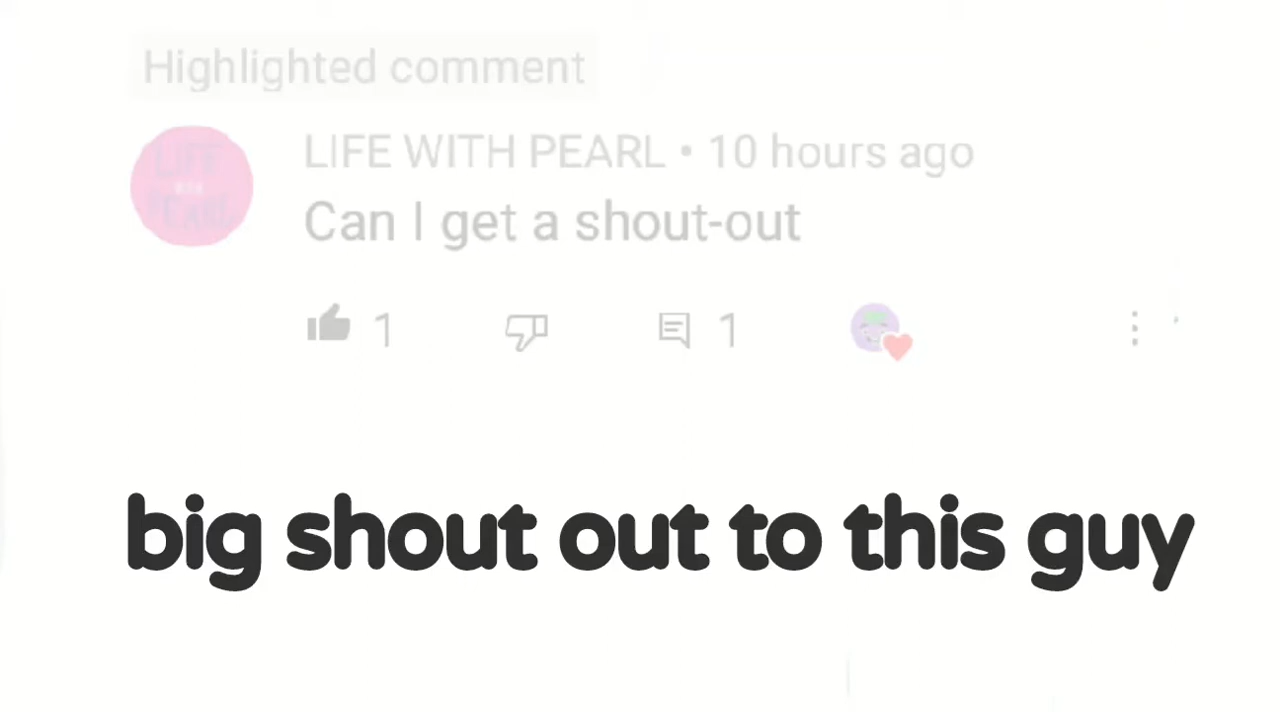 Highlighted comment
LIFE WITH PEARL • 10 hours ago
Can I get a shout-out
1 1
big shout out to this guy